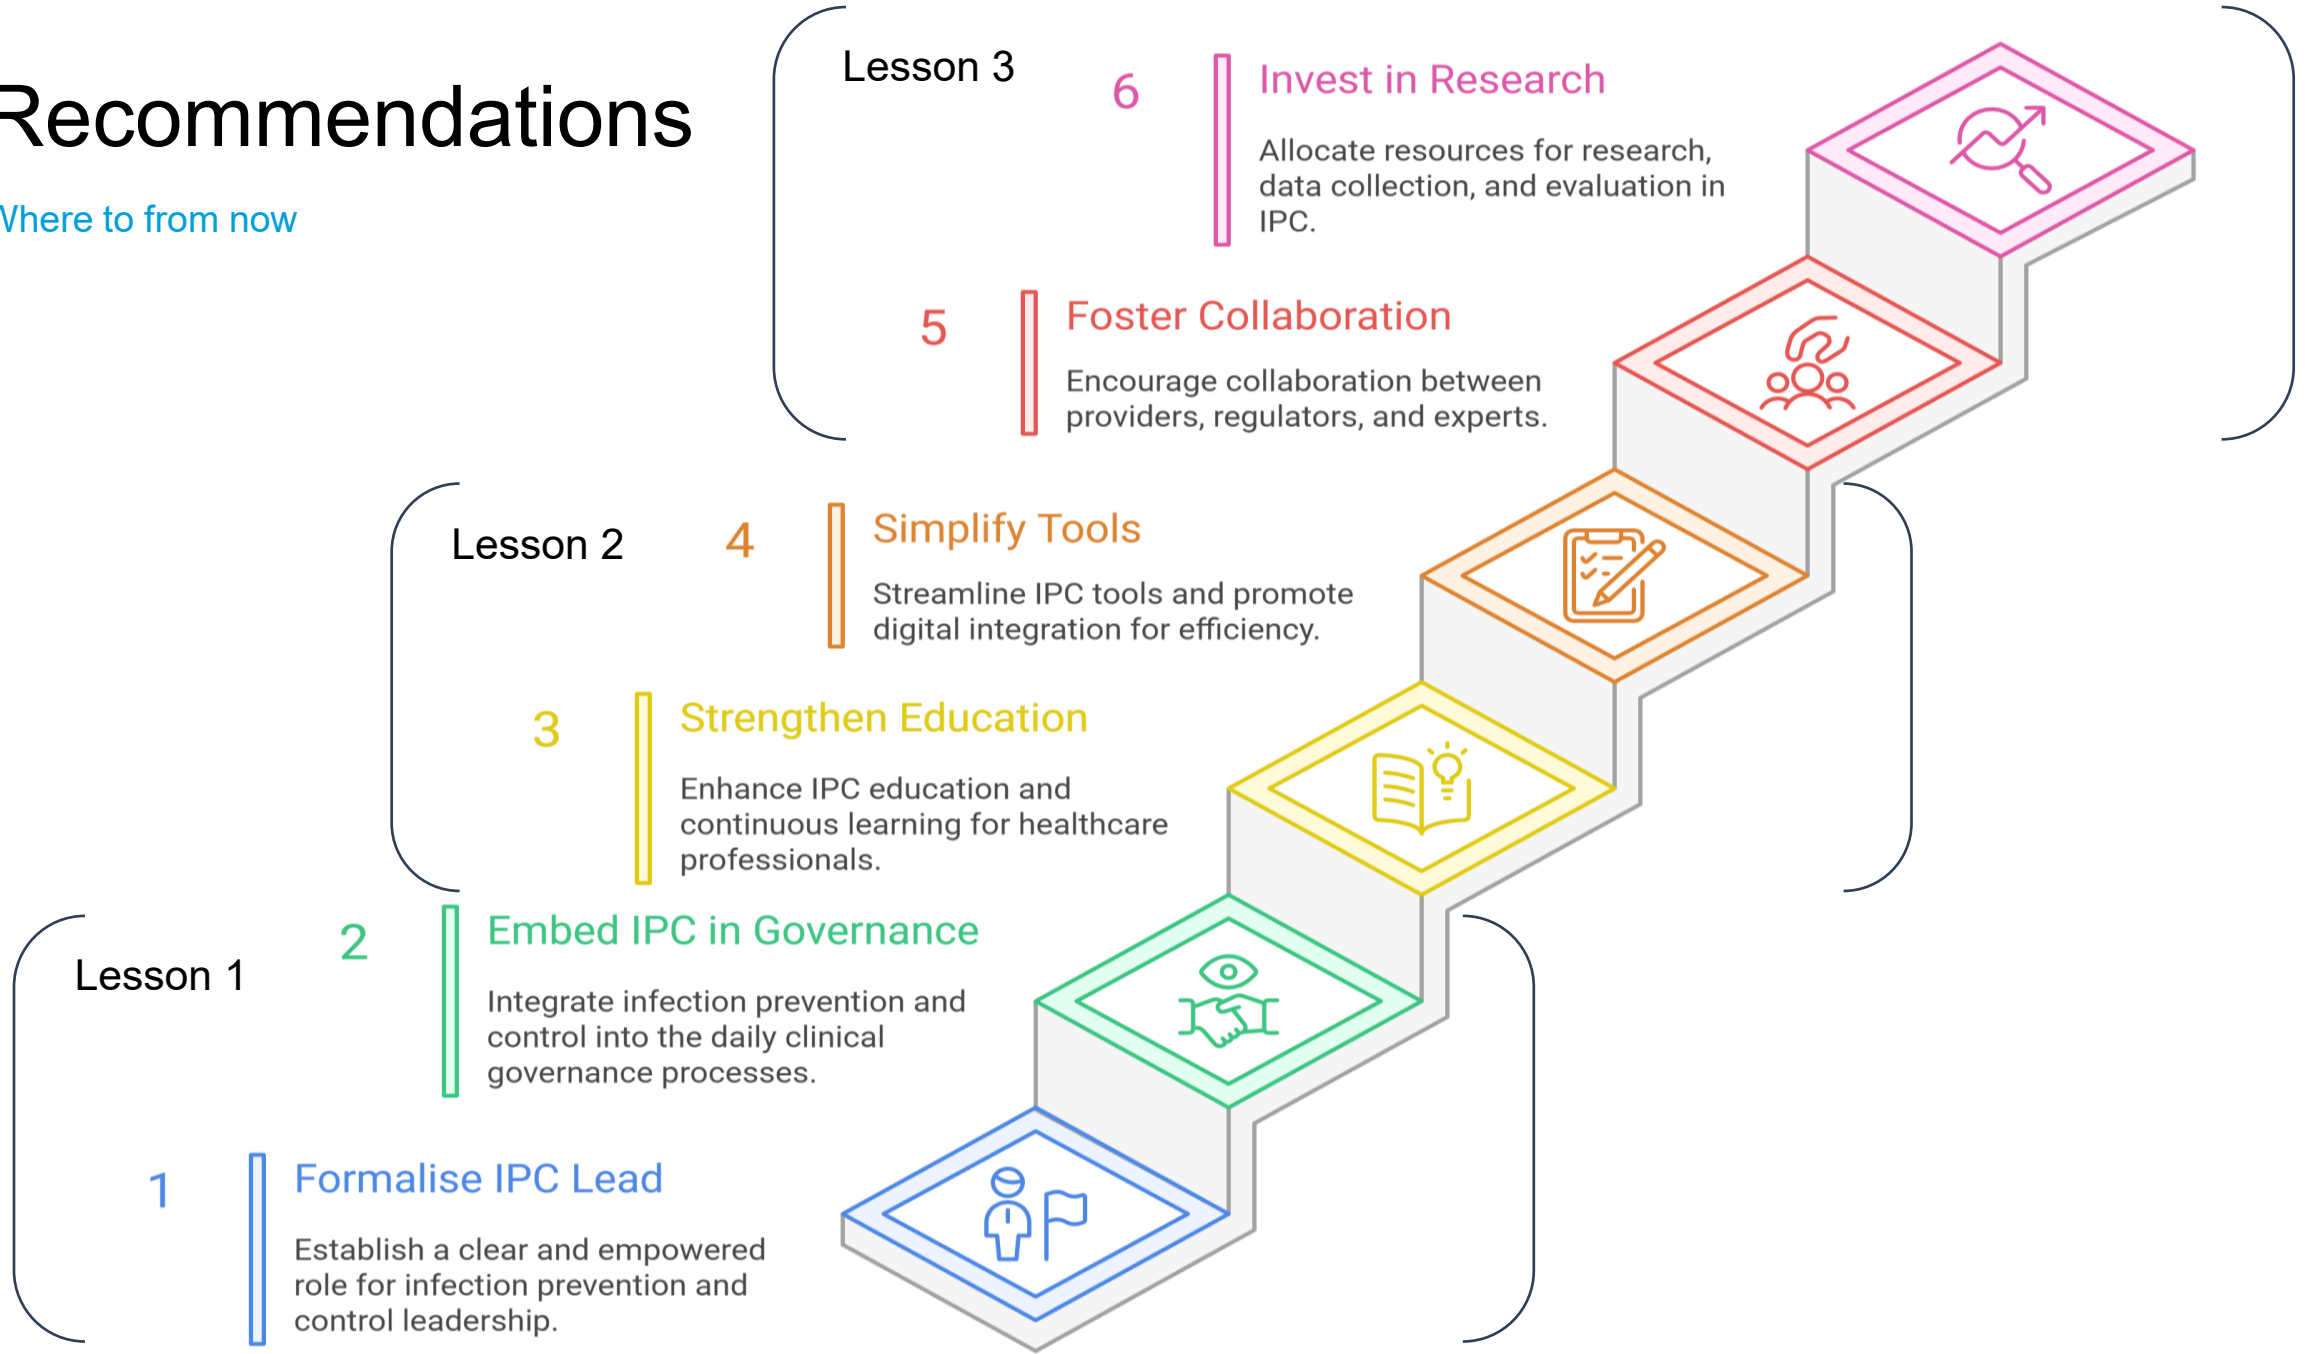 Recommendations
Where to from now
Lesson 3
6
Invest in Research
Allocate resources for research,
data collection, and evaluation in
IPC.
5
Foster Collaboration
Encourage collaboration between
providers, regulators, and experts.
Lesson 2
4
Simplify Tools
Streamline IPC tools and promote
digital integration for efficiency.
3
Strengthen Education
Enhance IPC education and
continuous learning for healthcare
professionals.
Lesson 1
2
Embed IPC in Governance
Integrate infection prevention and
control into the daily clinical
governance processes.
1
Formalise IPC Lead
Establish a clear and empowered
role for infection prevention and
control leadership.